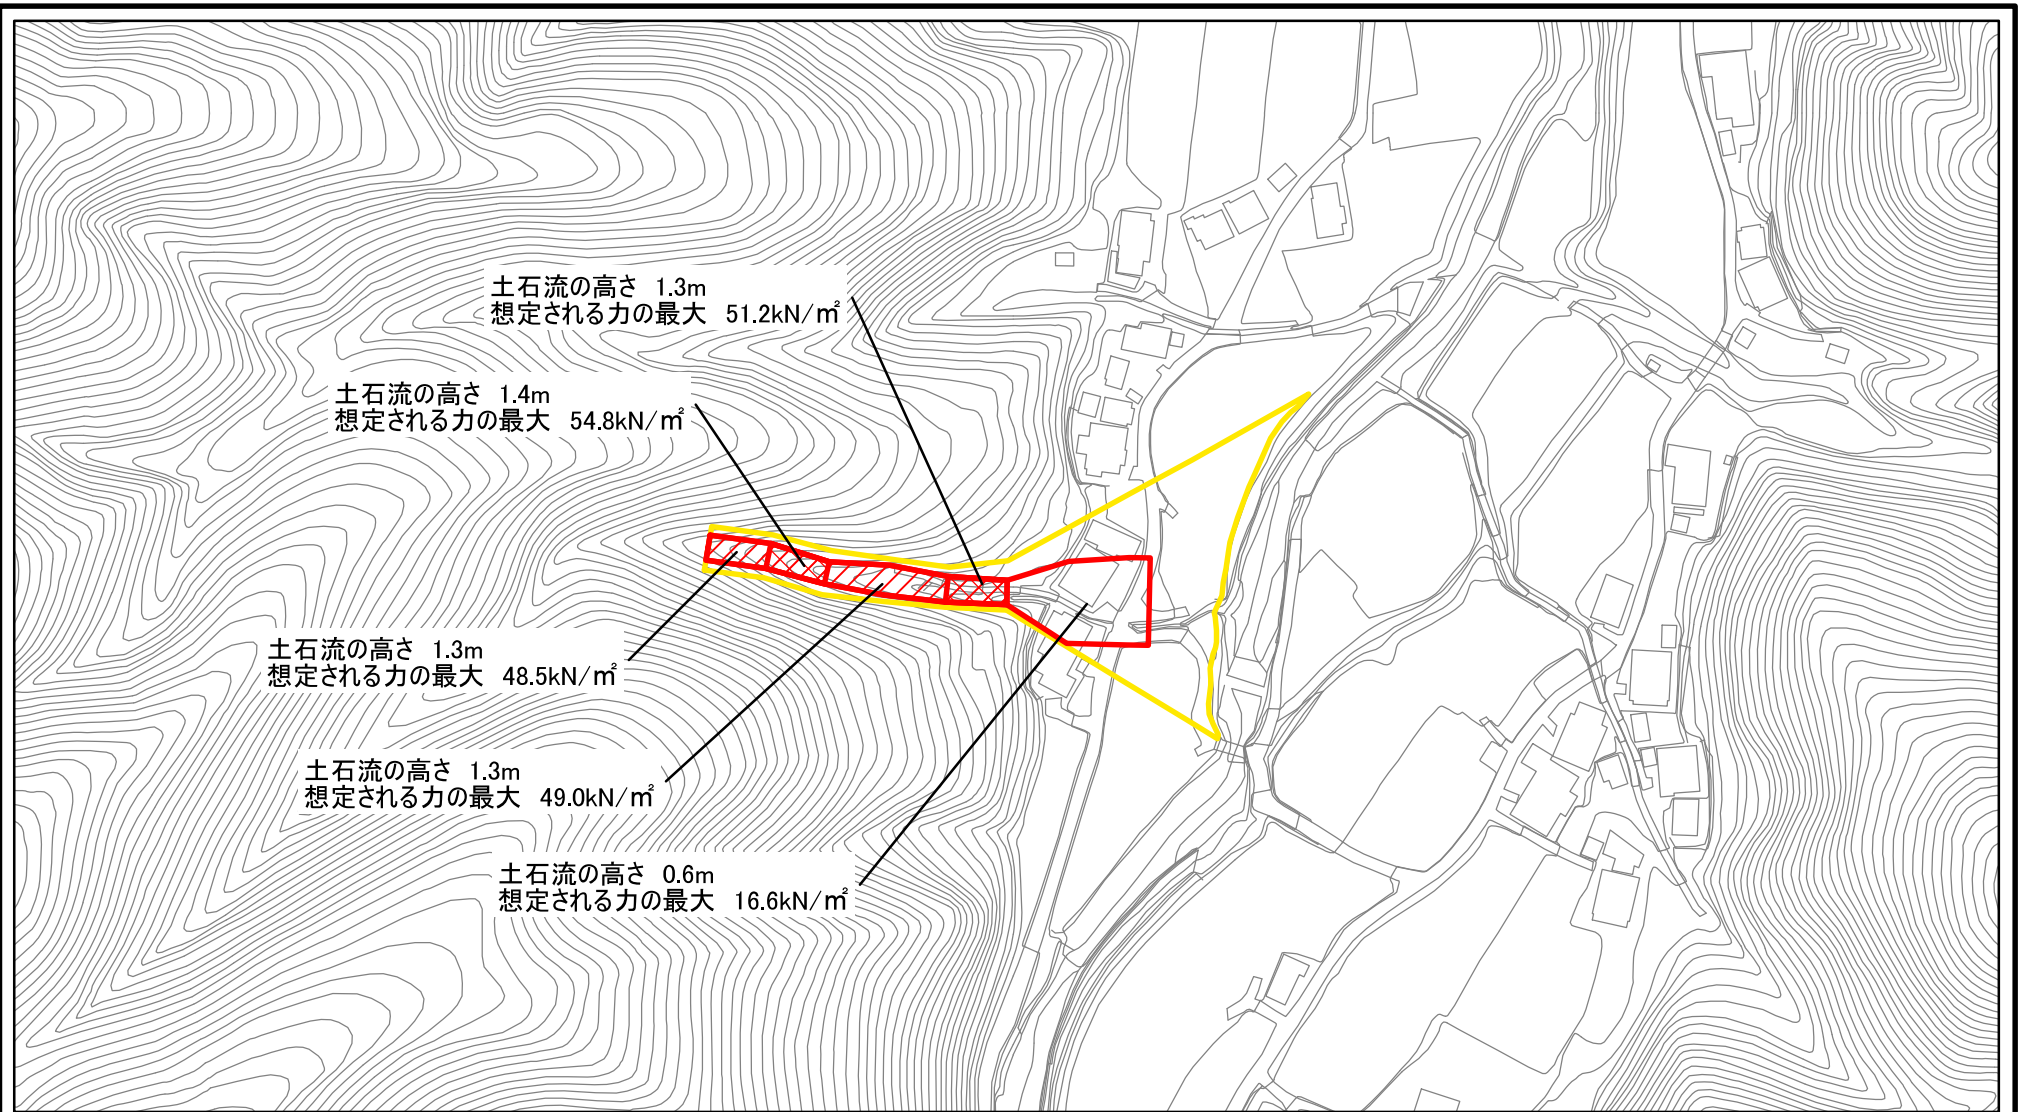 土石流の高さ 1.3m
想定される力の最大 51.2kN/㎡
土石流の高さ 1.4m
想定される力の最大 54.8kN/㎡
土石流の高さ 1.3m
想定される力の最大 48.5kN/㎡
土石流の高さ 1.3m
想定される力の最大 49.0kN/㎡
土石流の高さ 0.6m
想定される力の最大 16.6kN/㎡